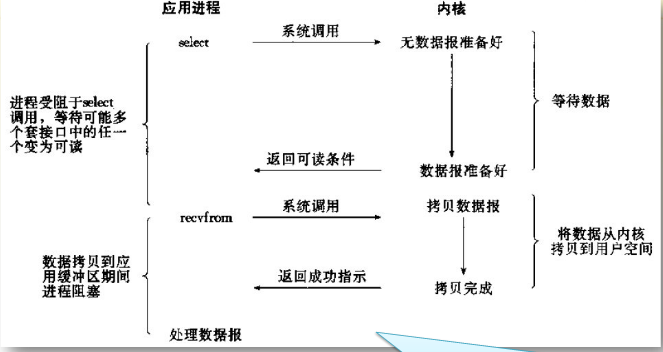 应用进程
内核
select
系统调用
无数据报准备好
进程受阻于select
调用，等待可能多
个套接口中的任一
个变为可读
等待数据
返回可读条件
数据报准备好
recvfrom
系统调用
拷贝数据报
将数据从内核
拷贝到用户空间
数据拷贝到应
用缓冲区期间
进程阻塞
返回成功指示
拷贝完成
处理数据报